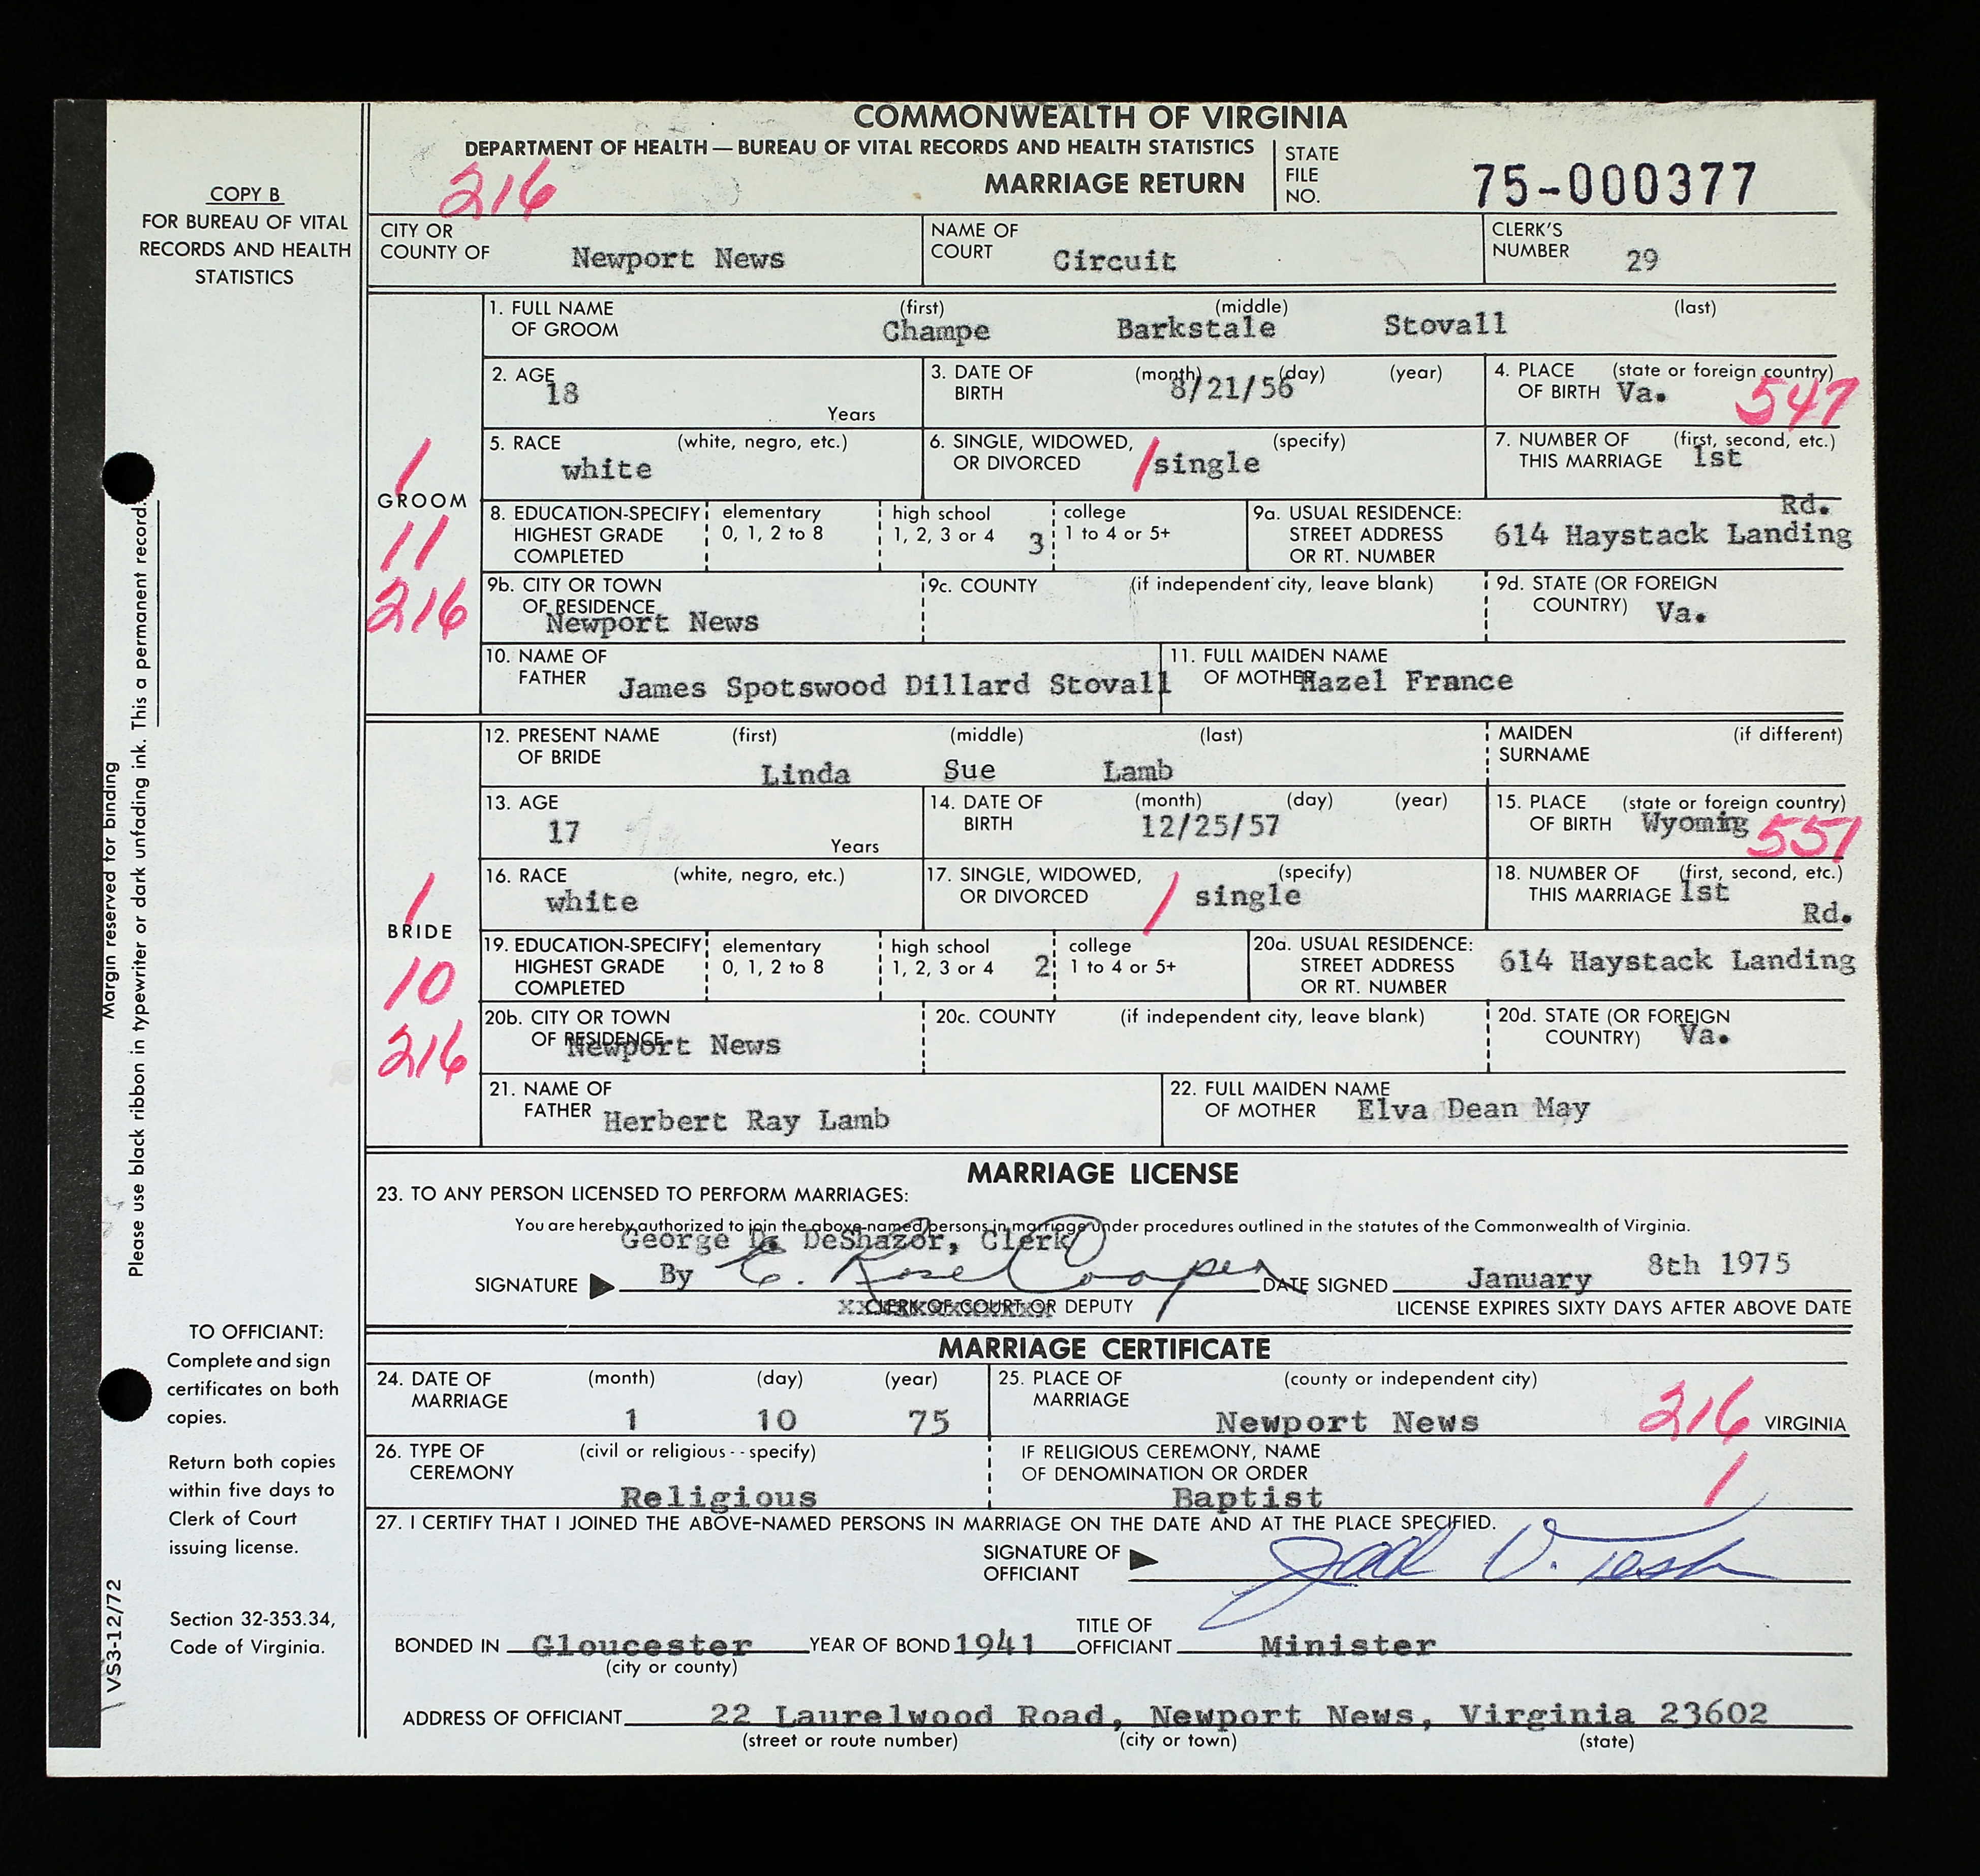 COMMONWEALTH OF VIRGINIA
DEPARTMENT OF HEALTH — BUREAU OF VITAL RECORDS AND HEALTH STATISTICS
216
MARRIAGE RETURN
STATE FILE NO. 75-000377
COPY B
FOR BUREAU OF VITAL
RECORDS AND HEALTH
STATISTICS
CITY OR COUNTY OF Newport News
NAME OF COURT Circuit
CLERK'S NUMBER 29
GROOM
1
11
216
1. FULL NAME OF GROOM (first) (middle) (last)
Champe Barkstale Stovall
2. AGE 18 Years
3. DATE OF BIRTH (month) (day) (year) 8/21/56
4. PLACE OF BIRTH (state or foreign country) Va. 547
5. RACE (white, negro, etc.) white
6. SINGLE, WIDOWED, OR DIVORCED (specify) 1 single
7. NUMBER OF THIS MARRIAGE (first, second, etc.) 1st
8. EDUCATION-SPECIFY HIGHEST GRADE COMPLETED
elementary 0, 1, 2 to 8
high school 1, 2, 3 or 4 3
college 1 to 4 or 5+
9a. USUAL RESIDENCE: STREET ADDRESS OR RT. NUMBER 614 Haystack Landing Rd.
9b. CITY OR TOWN OF RESIDENCE Newport News
9c. COUNTY (if independent city, leave blank)
9d. STATE (OR FOREIGN COUNTRY) Va.
10. NAME OF FATHER James Spotswood Dillard Stovall
11. FULL MAIDEN NAME OF MOTHER Hazel France
BRIDE
1
10
216
12. PRESENT NAME OF BRIDE (first) (middle) (last)
Linda Sue Lamb
MAIDEN SURNAME (if different)
13. AGE 17 Years
14. DATE OF BIRTH (month) (day) (year) 12/25/57
15. PLACE OF BIRTH (state or foreign country) Wyomig 551
16. RACE (white, negro, etc.) white
17. SINGLE, WIDOWED, OR DIVORCED (specify) 1 single
18. NUMBER OF THIS MARRIAGE (first, second, etc.) 1st
19. EDUCATION-SPECIFY HIGHEST GRADE COMPLETED
elementary 0, 1, 2 to 8
high school 1, 2, 3 or 4 2
college 1 to 4 or 5+
20a. USUAL RESIDENCE: STREET ADDRESS OR RT. NUMBER 614 Haystack Landing Rd.
20b. CITY OR TOWN OF RESIDENCE Newport News
20c. COUNTY (if independent city, leave blank)
20d. STATE (OR FOREIGN COUNTRY) Va.
21. NAME OF FATHER Herbert Ray Lamb
22. FULL MAIDEN NAME OF MOTHER Elva Dean May
MARRIAGE LICENSE
23. TO ANY PERSON LICENSED TO PERFORM MARRIAGES:
You are hereby authorized to join the above-named persons in marriage under procedures outlined in the statutes of the Commonwealth of Virginia.
George D. DeShazor, Clerk
SIGNATURE By E. Rose Cooper DATE SIGNED January 8th 1975
CLERK OF COURT OR DEPUTY
LICENSE EXPIRES SIXTY DAYS AFTER ABOVE DATE
MARRIAGE CERTIFICATE
24. DATE OF MARRIAGE (month) (day) (year)
1 10 75
25. PLACE OF MARRIAGE (county or independent city)
Newport News 216 VIRGINIA
26. TYPE OF CEREMONY (civil or religious -- specify)
Religious
IF RELIGIOUS CEREMONY, NAME OF DENOMINATION OR ORDER
Baptist 1
27. I CERTIFY THAT I JOINED THE ABOVE-NAMED PERSONS IN MARRIAGE ON THE DATE AND AT THE PLACE SPECIFIED.
SIGNATURE OF OFFICIANT
BONDED IN Gloucester YEAR OF BOND 1941 TITLE OF OFFICIANT Minister
(city or county)
ADDRESS OF OFFICIANT 22 Laurelwood Road, Newport News, Virginia 23602
(street or route number) (city or town) (state)
Margin reserved for binding
Please use black ribbon in typewriter or dark unfading ink. This a permanent record.
TO OFFICIANT:
Complete and sign
certificates on both
copies.
Return both copies
within five days to
Clerk of Court
issuing license.
Section 32-353.34,
Code of Virginia.
VS3-12/72